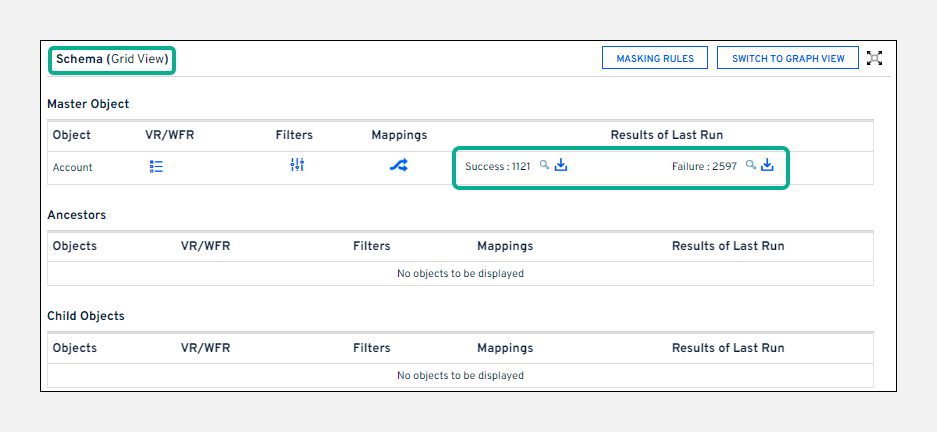 Schema (Grid View)
MASKING RULES
SWITCH TO GRAPH VIEW
Master Object
Object VR/WFR Filters Mappings Results of Last Run
Account Success : 1121 Failure : 2597
Ancestors
Objects VR/WFR Filters Mappings Results of Last Run
No objects to be displayed
Child Objects
Objects VR/WFR Filters Mappings Results of Last Run
No objects to be displayed